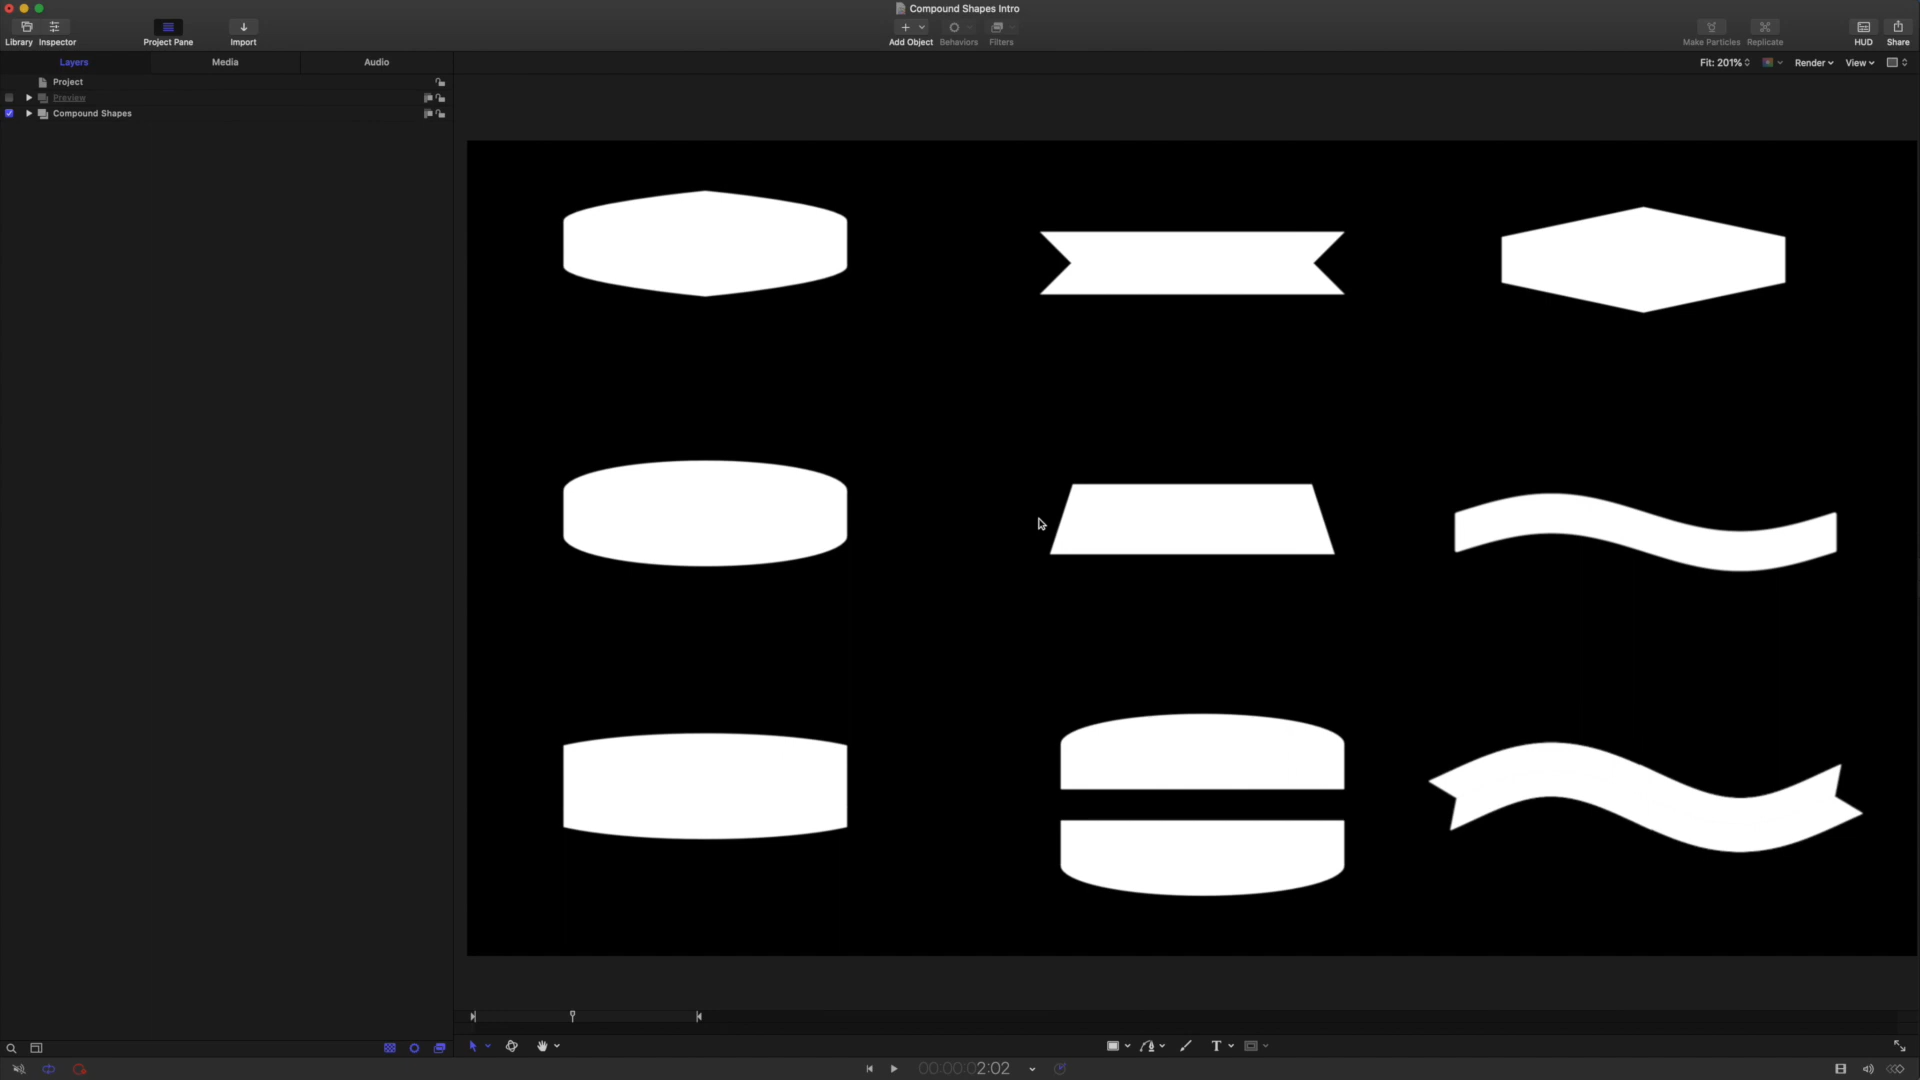 Compound Shapes Intro
Library Inspector Project Pane Import Add Object Behaviors Filters Make Particles Replicate HUD Share
Layers Media Audio Fit: 201% Render View
Project
Preview
Compound Shapes
T
00:00:02:02